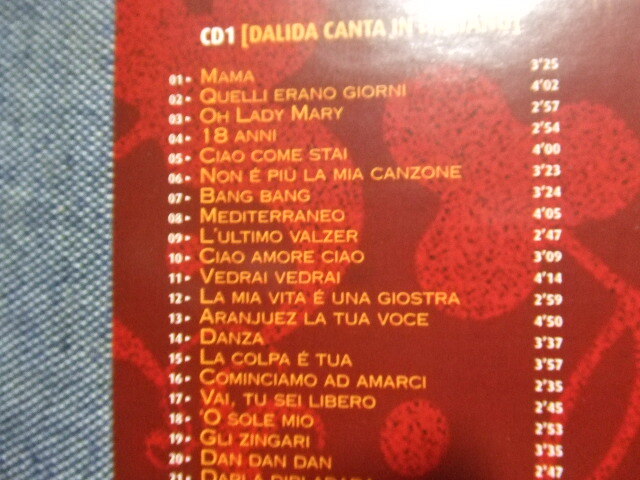 CD1 [DALIDA CANTA IN
01• MAMA 3'25
02• QUELLI ERANO GIORNI 4'02
03• OH LADY MARY 2'57
04• 18 ANNI 2'54
05• CIAO COME STAI 4'00
06• NON É PIU LA MIA CANZONE 3'23
07• BANG BANG 3'24
08• MEDITERRANEO 4'05
09• L'ULTIMO VALZER 2'47
10• CIAO AMORE CIAO 3'09
11• VEDRAI VEDRAI 4'14
12• LA MIA VITA É UNA GIOSTRA 2'59
13• ARANJUEZ LA TUA VOCE 4'50
14• DANZA 3'37
15• LA COLPA É TUA 3'57
16• COMINCIAMO AD AMARCI 2'35
17• VAI, TU SEI LIBERO 2'45
18• 'O SOLE MIO 2'53
19• GLI ZINGARI 3'35
20• DAN DAN DAN 2'47
21•